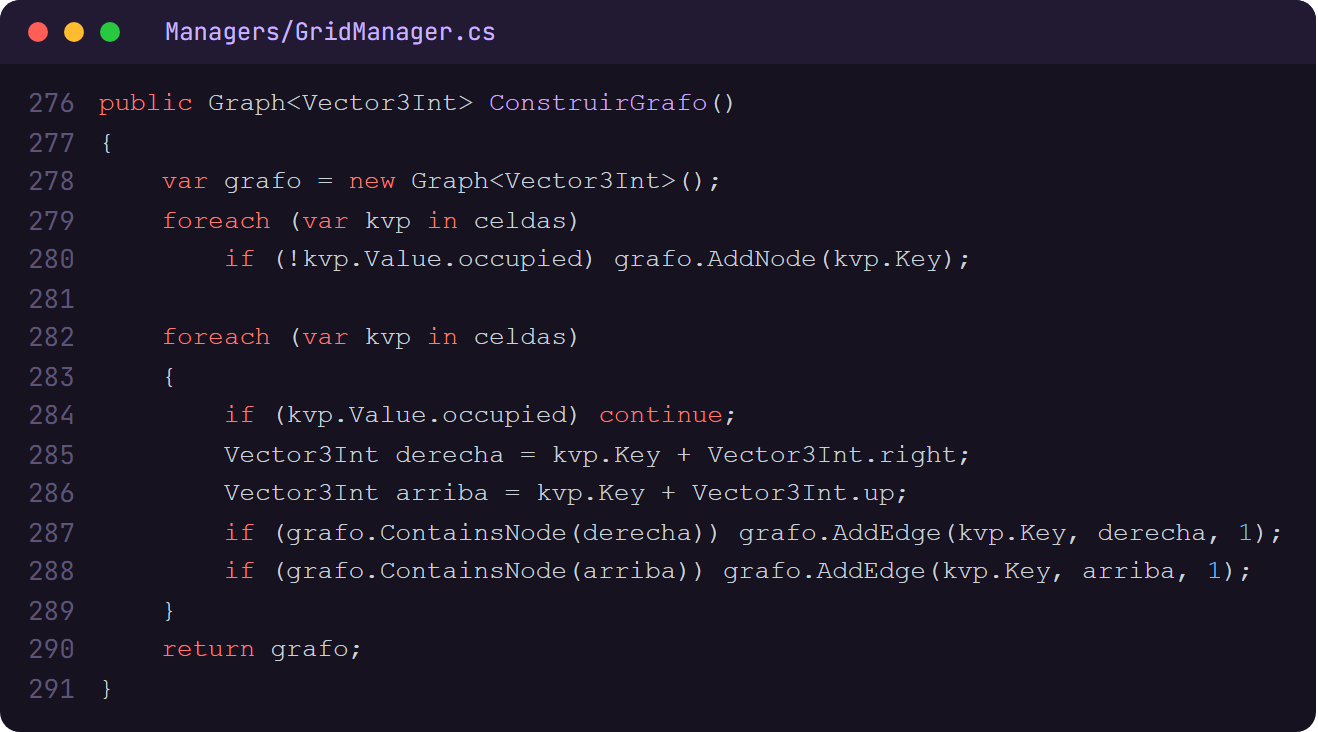 Managers/GridManager.cs
276 public Graph<Vector3Int> ConstruirGrafo()
277 {
278     var grafo = new Graph<Vector3Int>();
279     foreach (var kvp in celdas)
280         if (!kvp.Value.occupied) grafo.AddNode(kvp.Key);
281
282     foreach (var kvp in celdas)
283     {
284         if (kvp.Value.occupied) continue;
285         Vector3Int derecha = kvp.Key + Vector3Int.right;
286         Vector3Int arriba = kvp.Key + Vector3Int.up;
287         if (grafo.ContainsNode(derecha)) grafo.AddEdge(kvp.Key, derecha, 1);
288         if (grafo.ContainsNode(arriba)) grafo.AddEdge(kvp.Key, arriba, 1);
289     }
290     return grafo;
291 }